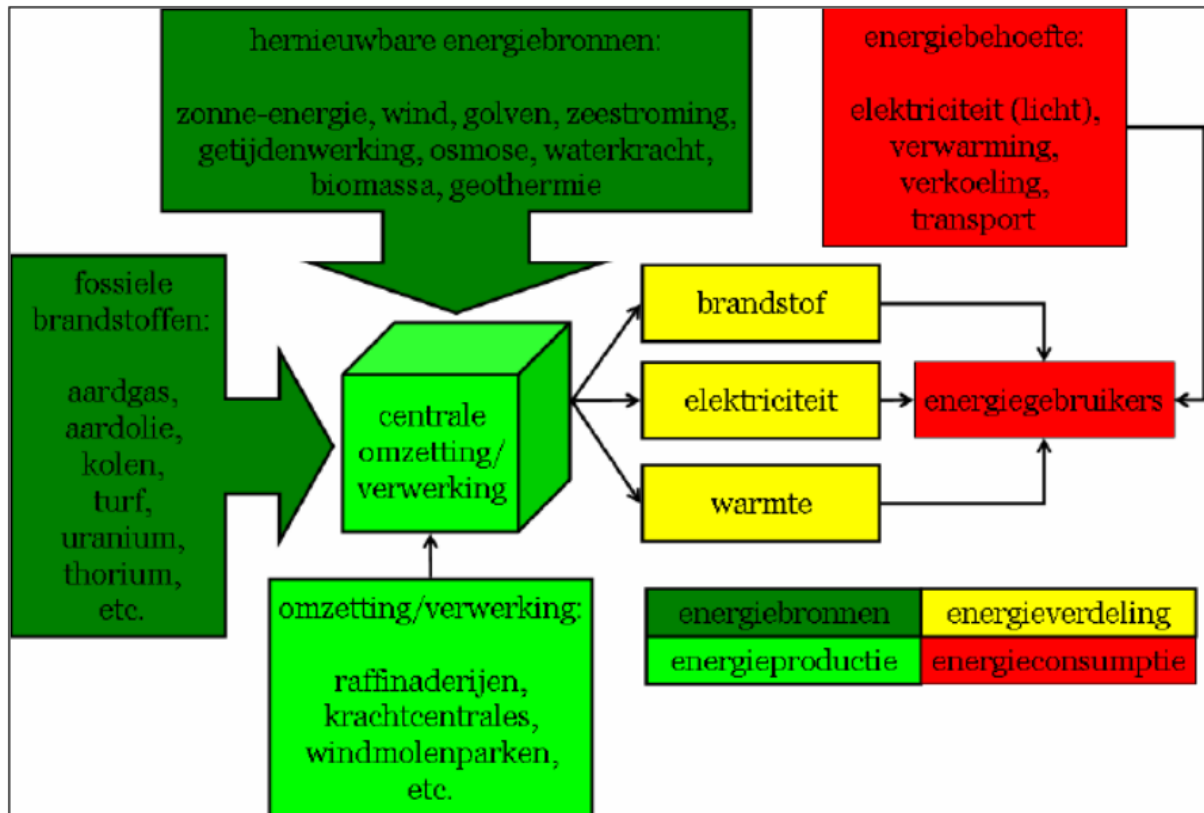 hernieuwbare energiebronnen:
zonne-energie, wind, golven, zeestroming,
getijdenwerking, osmose, waterkracht,
biomassa, geothermie
energiebehoefte:
elektriciteit (licht),
verwarming,
verkoeling,
transport
fossiele
brandstoffen:
aardgas,
aardolie,
kolen,
turf,
uranium,
thorium,
etc.
centrale
omzetting/
verwerking
brandstof
elektriciteit
warmte
energiegebruikers
omzetting/verwerking:
raffinaderijen,
krachtcentrales,
windmolenparken,
etc.
energiebronnen
energieverdeling
energieproductie
energieconsumptie